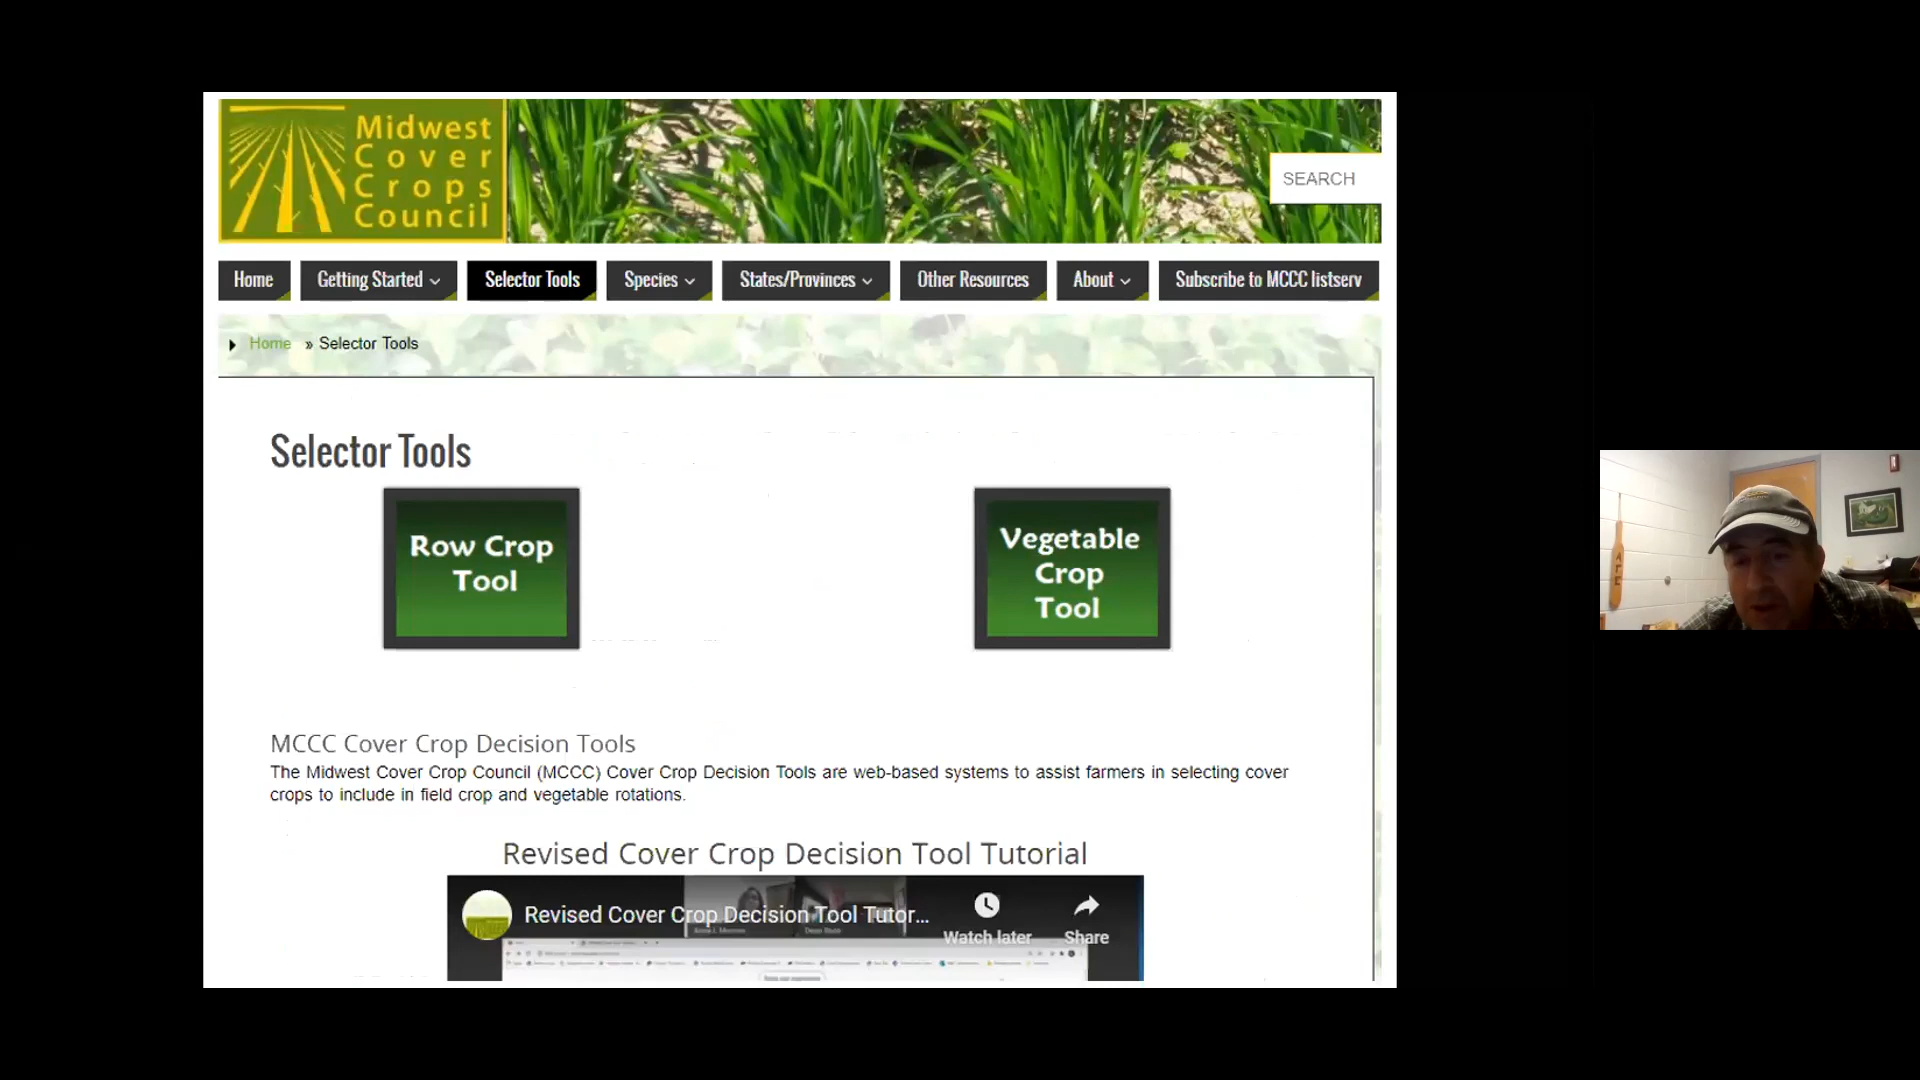 Midwest
Cover
Crops
Council
SEARCH
Home
Getting Started
Selector Tools
Species
States/Provinces
Other Resources
About
Subscribe to MCCC listserv
Home » Selector Tools
Selector Tools
Row Crop
Tool
Vegetable
Crop
Tool
MCCC Cover Crop Decision Tools
The Midwest Cover Crop Council (MCCC) Cover Crop Decision Tools are web-based systems to assist farmers in selecting cover
crops to include in field crop and vegetable rotations.
Revised Cover Crop Decision Tool Tutorial
Revised Cover Crop Decision Tool Tutor...
Watch later
Share